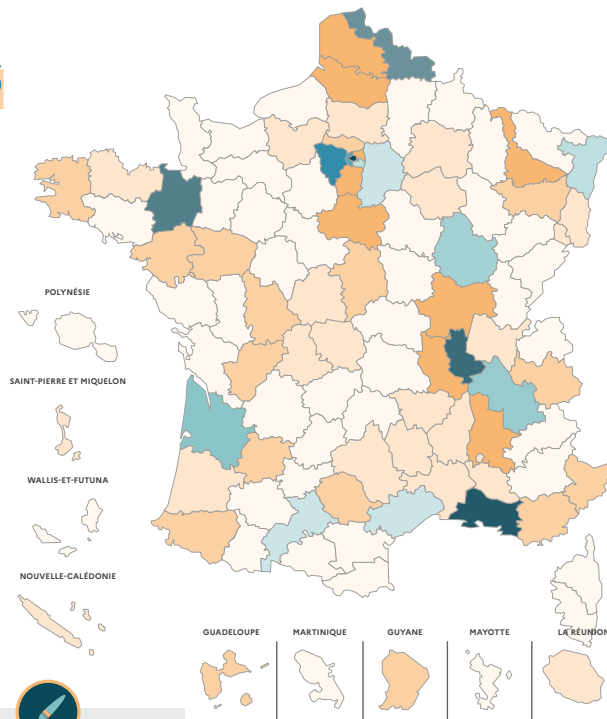 POLYNÉSIE
SAINT-PIERRE ET MIQUELON
WALLIS-ET-FUTUNA
NOUVELLE-CALÉDONIE
GUADELOUPE
MARTINIQUE
GUYANE
MAYOTTE
LA RÉUNION